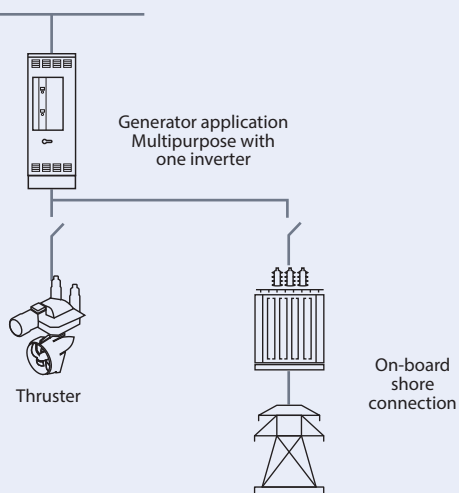 Generator application
Multipurpose with
one inverter
Thruster
On-board
shore
connection